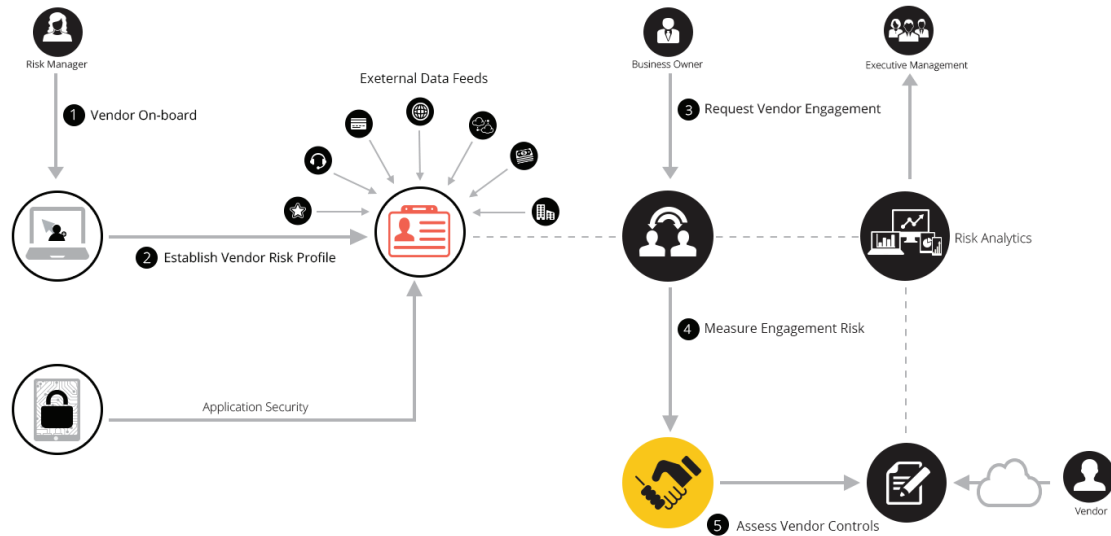 Risk Manager
Business Owner
Executive Management
Exeternal Data Feeds
1 Vendor On-board
3 Request Vendor Engagement
2 Establish Vendor Risk Profile
Risk Analytics
4 Measure Engagement Risk
Application Security
Vendor
5 Assess Vendor Controls